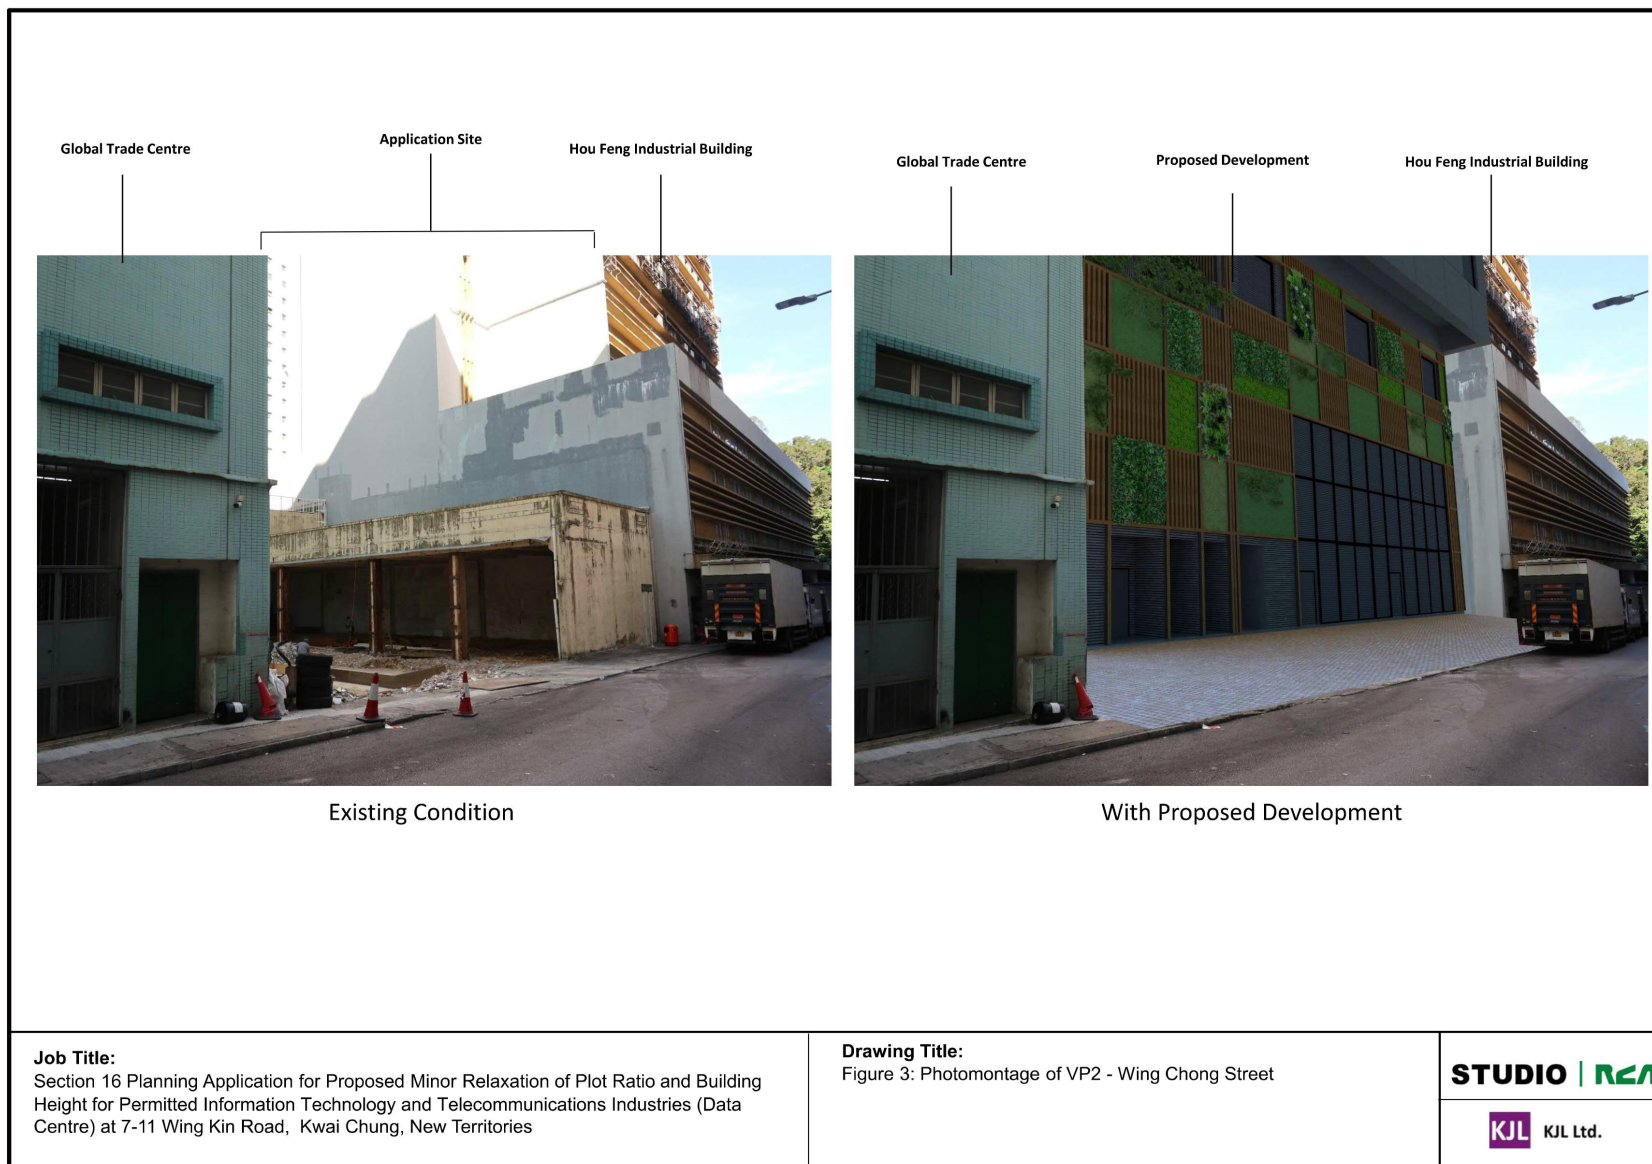 Global Trade Centre
Application Site
Hou Feng Industrial Building
Global Trade Centre
Proposed Development
Hou Feng Industrial Building
Existing Condition
With Proposed Development
Job Title:
Section 16 Planning Application for Proposed Minor Relaxation of Plot Ratio and Building
Height for Permitted Information Technology and Telecommunications Industries (Data
Centre) at 7-11 Wing Kin Road, Kwai Chung, New Territories
Drawing Title:
Figure 3: Photomontage of VP2 - Wing Chong Street
STUDIO |
KJL KJL Ltd.